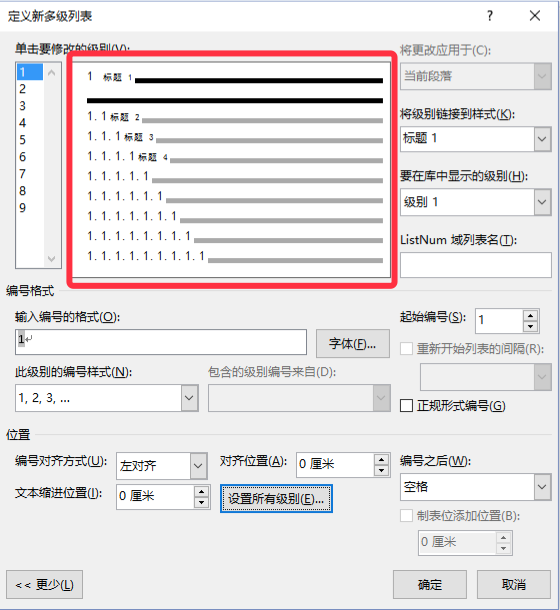 定义新多级列表
?
单击要修改的级别(V):
将更改应用于(C):
1
2
3
4
5
6
7
8
9
1 标题 1
1.1标题 2
1.1.1标题 3
1.1.1.1标题 4
1.1.1.1.1
1.1.1.1.1.1
1.1.1.1.1.1.1
1.1.1.1.1.1.1.1
1.1.1.1.1.1.1.1.1
当前段落
将级别链接到样式(K):
标题 1
要在库中显示的级别(H):
级别 1
ListNum 域列表名(T):
编号格式
输入编号的格式(O):
起始编号(S): 1
1
字体(F)...
重新开始列表的间隔(R):
此级别的编号样式(N):
包含的级别编号来自(D):
1, 2, 3, ...
正规形式编号(G)
位置
编号对齐方式(U): 左对齐 对齐位置(A): 0 厘米
编号之后(W):
空格
文本缩进位置(I): 0 厘米 设置所有级别(E)...
制表位添加位置(B):
0 厘米
<< 更少(L)
确定
取消